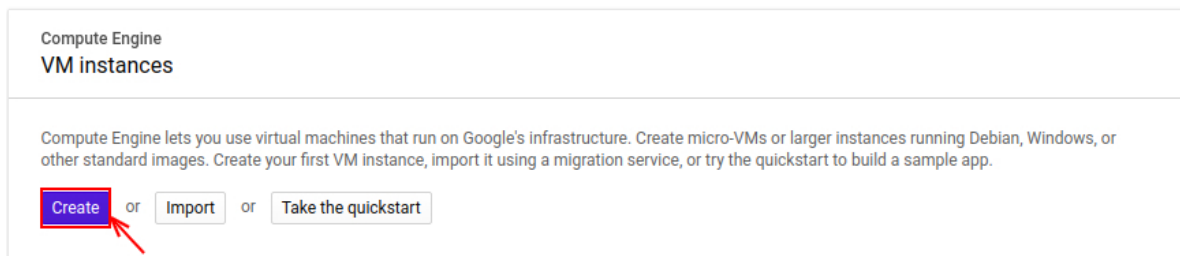 Compute Engine
VM instances
Compute Engine lets you use virtual machines that run on Google's infrastructure. Create micro-VMs or larger instances running Debian, Windows, or
other standard images. Create your first VM instance, import it using a migration service, or try the quickstart to build a sample app.
Create or Import or Take the quickstart